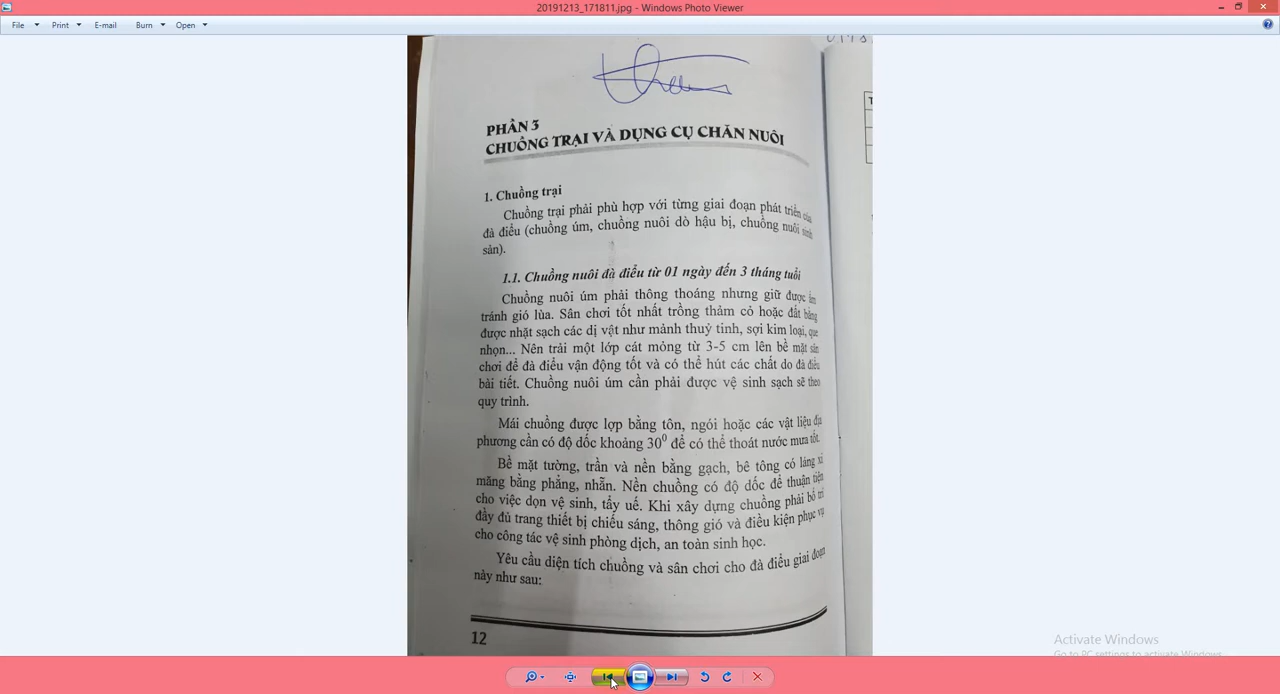 20191213_171811.jpg - Windows Photo Viewer
File Print E-mail Burn Open
PHẦN 3
CHUỒNG TRẠI VÀ DỤNG CỤ CHĂN NUÔI
1. Chuồng trại
Chuồng trại phải phù hợp với từng giai đoạn phát triển của
đà điểu (chuồng úm, chuồng nuôi dò hậu bị, chuồng nuôi sinh
sản).
1.1. Chuồng nuôi đà điểu từ 01 ngày đến 3 tháng tuổi
Chuồng nuôi úm phải thông thoáng nhưng giữ được ấm
tránh gió lùa. Sân chơi tốt nhất trồng thảm cỏ hoặc đất bằng
được nhặt sạch các dị vật như mảnh thuỷ tinh, sợi kim loại, que
nhọn... Nên trải một lớp cát mỏng từ 3-5 cm lên bề mặt sân
chơi để đà điểu vận động tốt và có thể hút các chất do đà điểu
bài tiết. Chuồng nuôi úm cần phải được vệ sinh sạch sẽ theo
quy trình.
Mái chuồng được lợp bằng tôn, ngói hoặc các vật liệu địa
phương cần có độ dốc khoảng 30⁰ để có thể thoát nước mưa tốt.
Bề mặt tường, trần và nền bằng gạch, bê tông có láng xi
măng bằng phẳng, nhẵn. Nền chuồng có độ dốc để thuận tiện
cho việc dọn vệ sinh, tẩy uế. Khi xây dựng chuồng phải bố trí
đầy đủ trang thiết bị chiếu sáng, thông gió và điều kiện phục vụ
cho công tác vệ sinh phòng dịch, an toàn sinh học.
Yêu cầu diện tích chuồng và sân chơi cho đà điểu giai đoạn
này như sau:
12
Activate Windows
Go to PC settings to activate Windows.